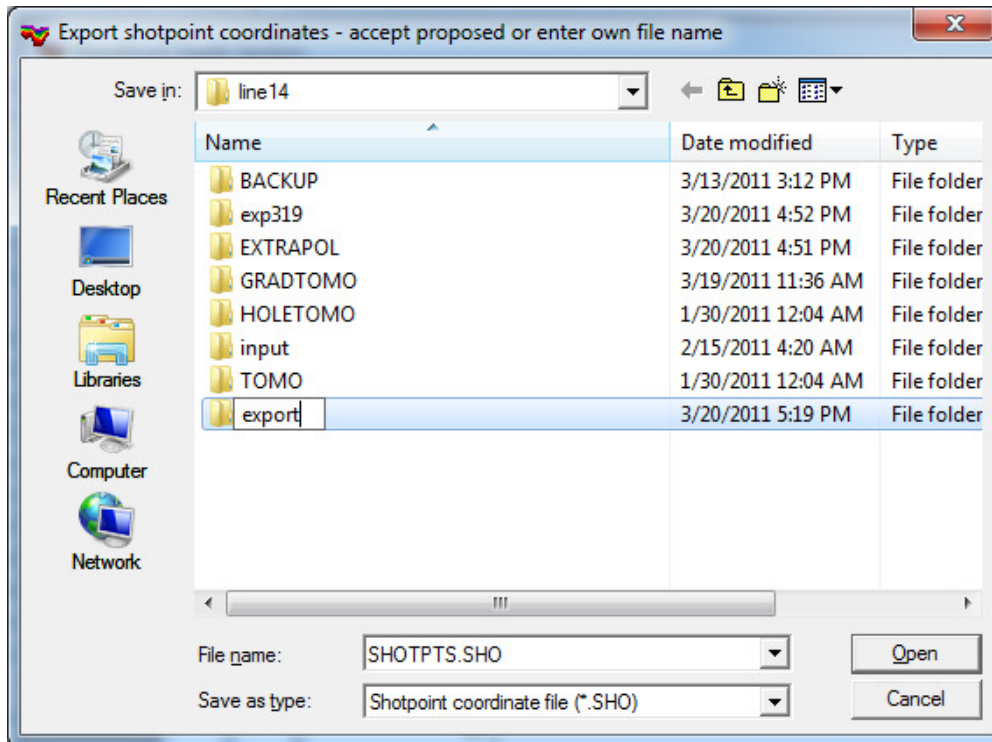 Export shotpoint coordinates - accept proposed or enter own file name
Save in: line14
Name Date modified Type
BACKUP 3/13/2011 3:12 PM File folder
exp319 3/20/2011 4:52 PM File folder
EXTRAPOL 3/20/2011 4:51 PM File folder
GRADTOMO 3/19/2011 11:36 AM File folder
HOLETOMO 1/30/2011 12:04 AM File folder
input 2/15/2011 4:20 AM File folder
TOMO 1/30/2011 12:04 AM File folder
export 3/20/2011 5:19 PM File folder
Recent Places
Desktop
Libraries
Computer
Network
File name: SHOTPTS.SHO Open
Save as type: Shotpoint coordinate file (*.SHO) Cancel